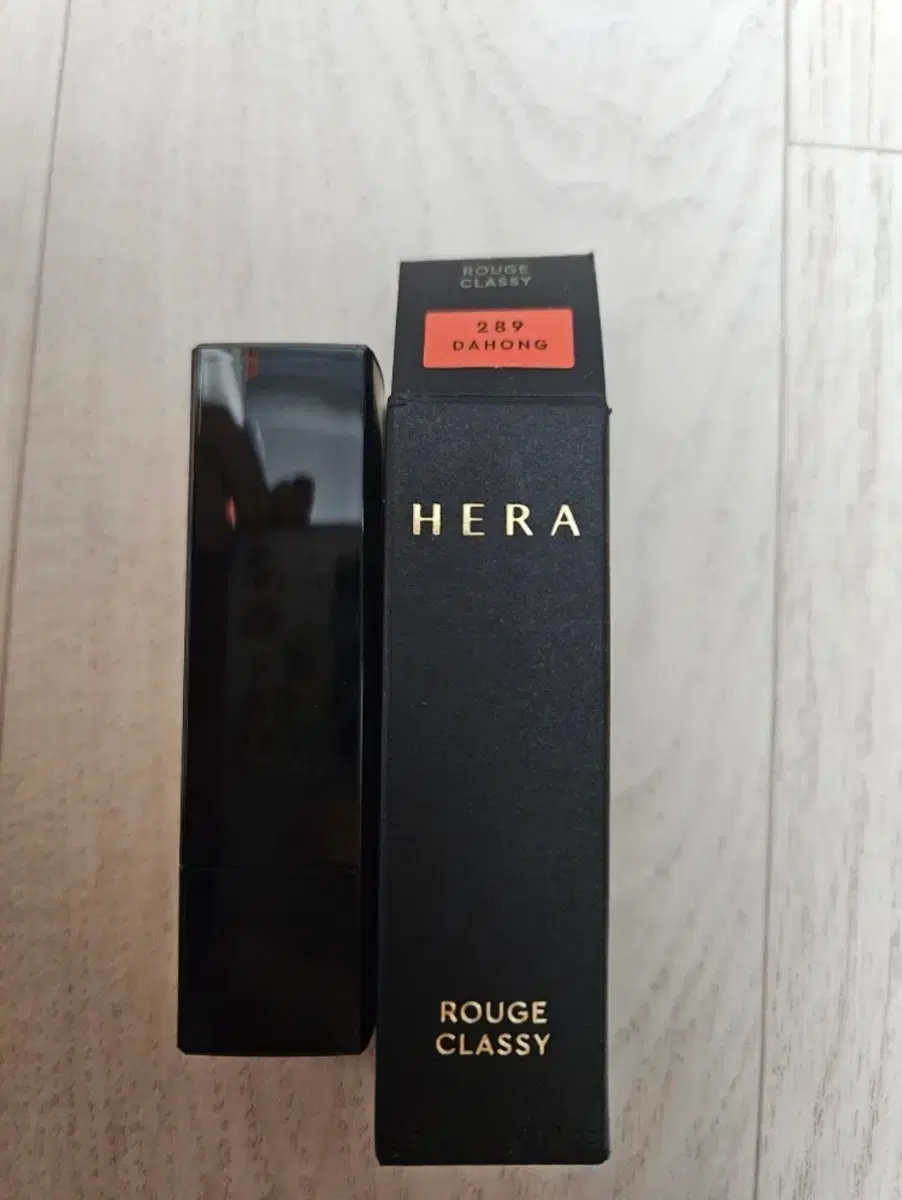 ROUGE
CLASSY
289
DAHONG
HERA
ROUGE
CLASSY